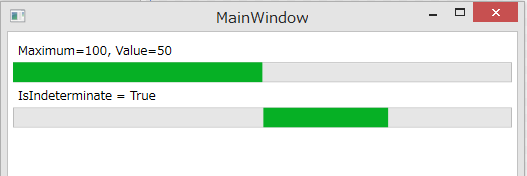 MainWindow
Maximum=100, Value=50
IsIndeterminate = True